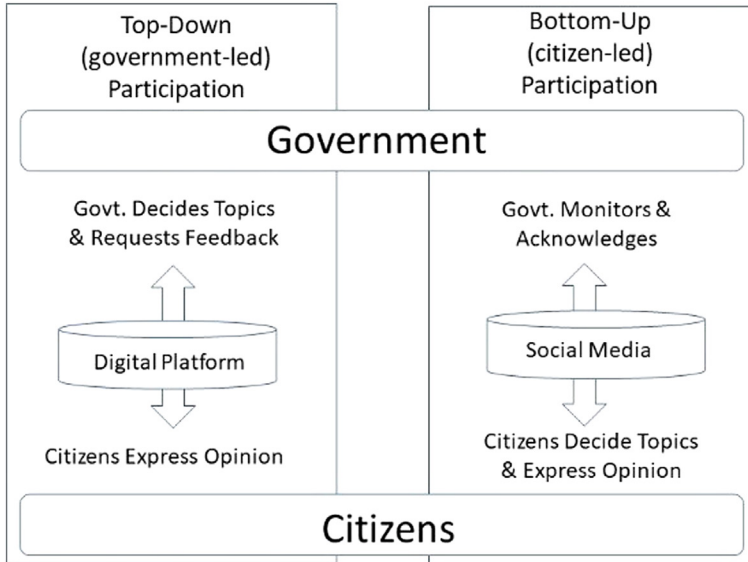 Top-Down
(government-led)
Participation
Bottom-Up
(citizen-led)
Participation
Government
Govt. Decides Topics
& Requests Feedback
Govt. Monitors &
Acknowledges
Digital Platform
Social Media
Citizens Express Opinion
Citizens Decide Topics
& Express Opinion
Citizens